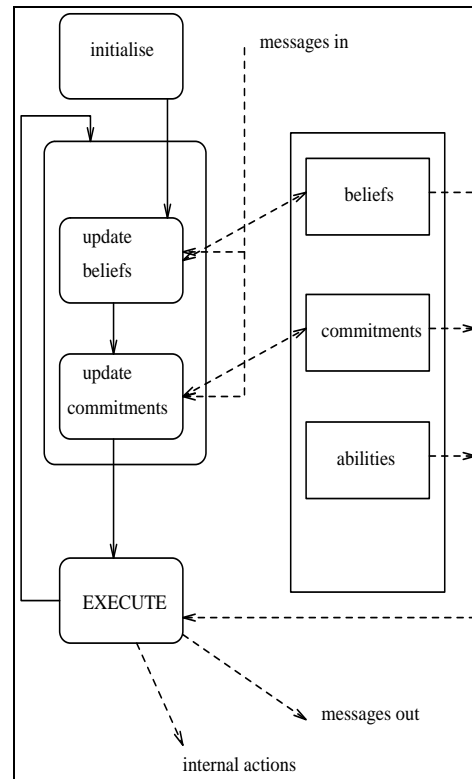 initialise
messages in
update
beliefs
update
commitments
beliefs
commitments
abilities
EXECUTE
messages out
internal actions